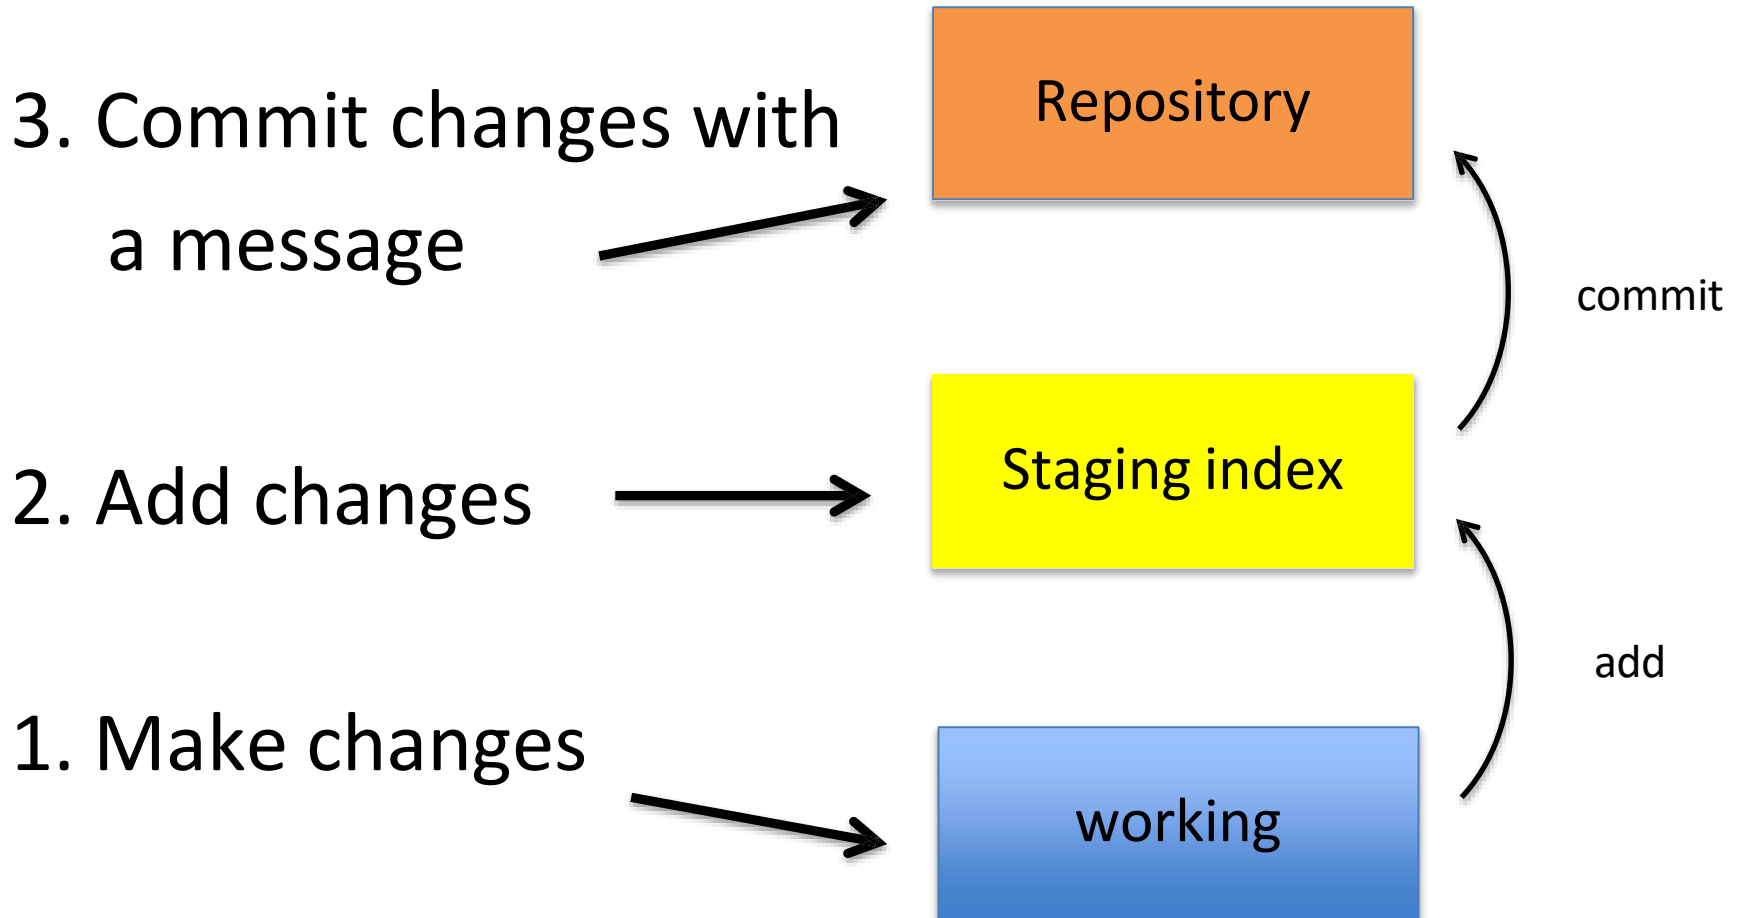 3. Commit changes with
a message
Repository
commit
2. Add changes
Staging index
add
1. Make changes
working